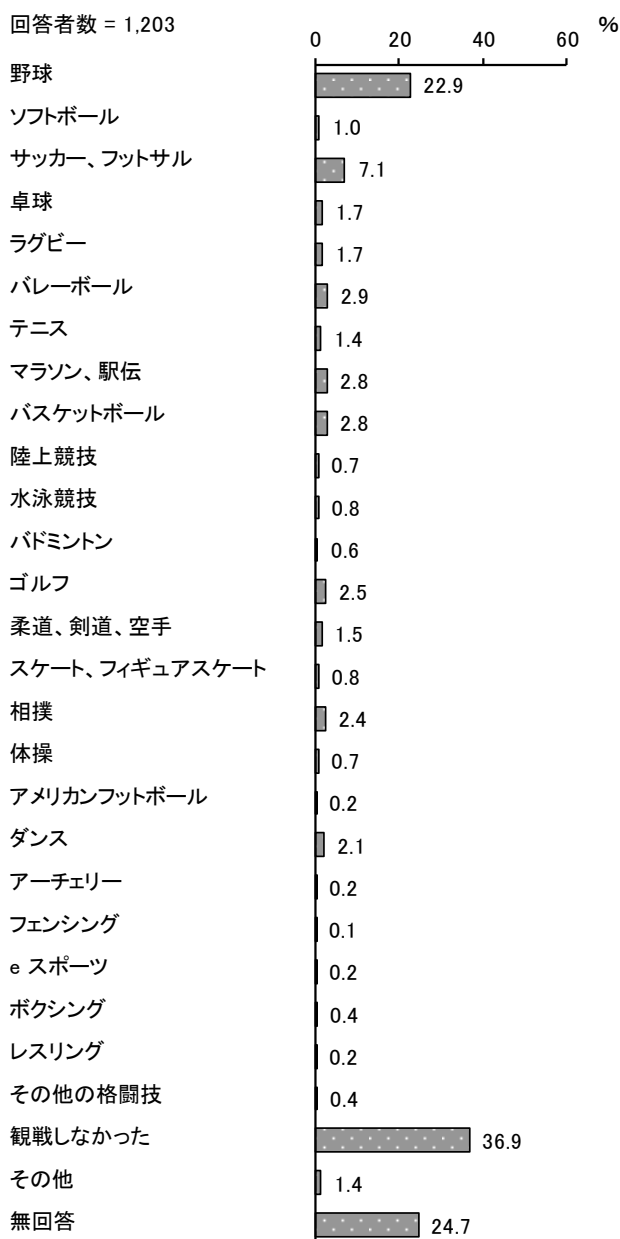 回答者数 = 1,203
0 20 40 60 %
野球 22.9
ソフトボール 1.0
サッカー、フットサル 7.1
卓球 1.7
ラグビー 1.7
バレーボール 2.9
テニス 1.4
マラソン、駅伝 2.8
バスケットボール 2.8
陸上競技 0.7
水泳競技 0.8
バドミントン 0.6
ゴルフ 2.5
柔道、剣道、空手 1.5
スケート、フィギュアスケート 0.8
相撲 2.4
体操 0.7
アメリカンフットボール 0.2
ダンス 2.1
アーチェリー 0.2
フェンシング 0.1
e スポーツ 0.2
ボクシング 0.4
レスリング 0.2
その他の格闘技 0.4
観戦しなかった 36.9
その他 1.4
無回答 24.7